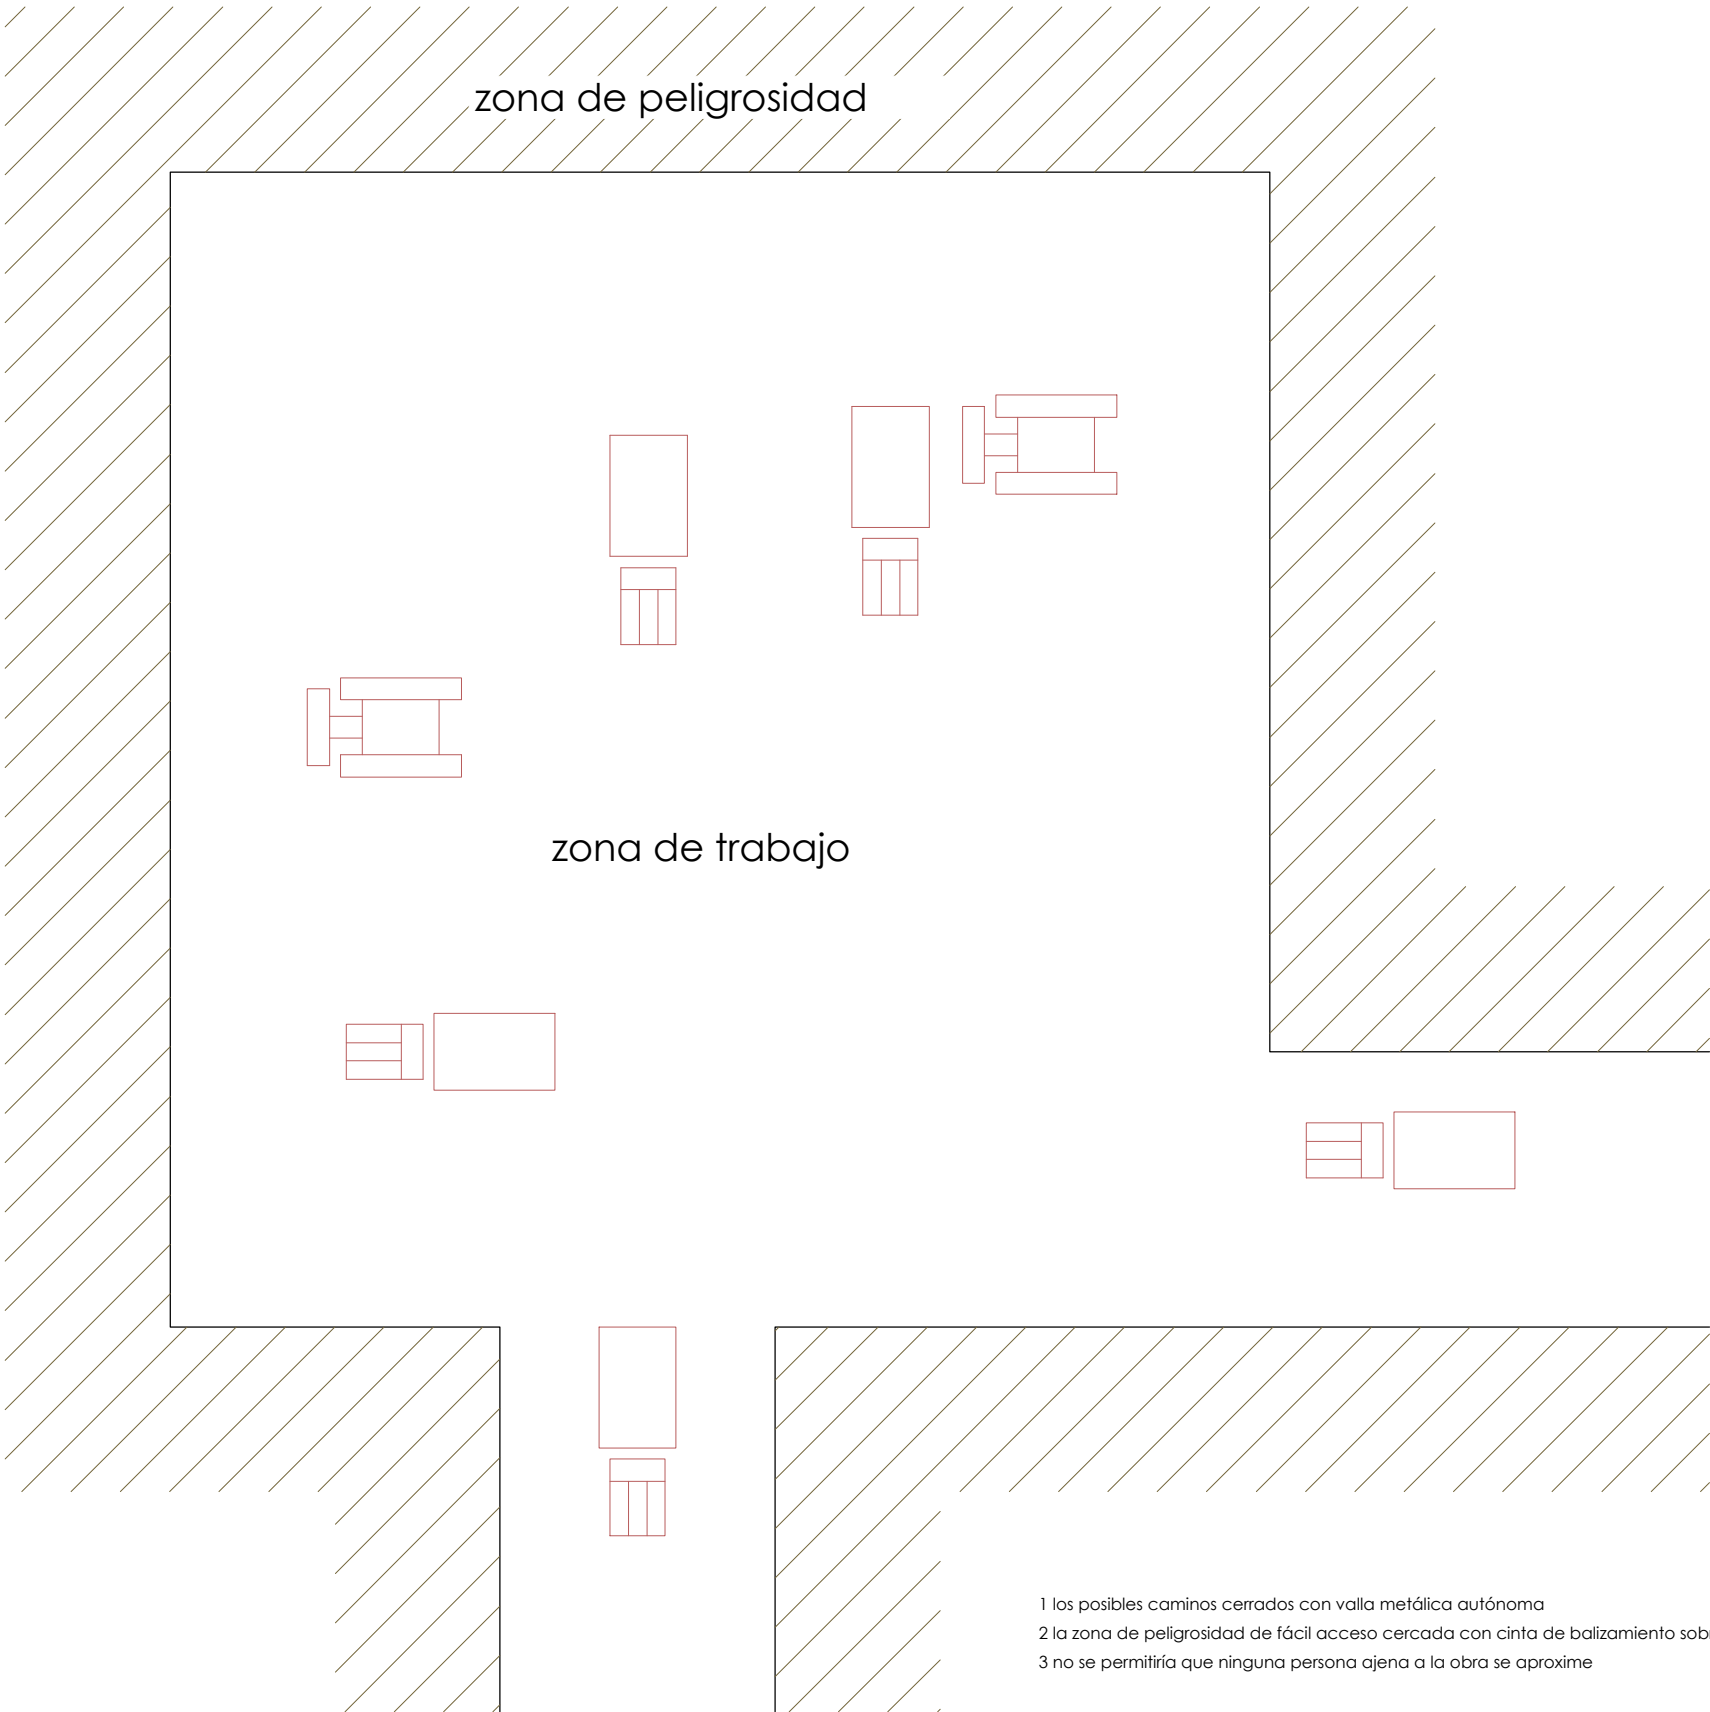 zona de peligrosidad
zona de trabajo
1 los posibles caminos cerrados con valla metálica autónoma
2 la zona de peligrosidad de fácil acceso cercada con cinta de balizamiento
3 no se permitiría que ninguna persona ajena a la obra se aproxime